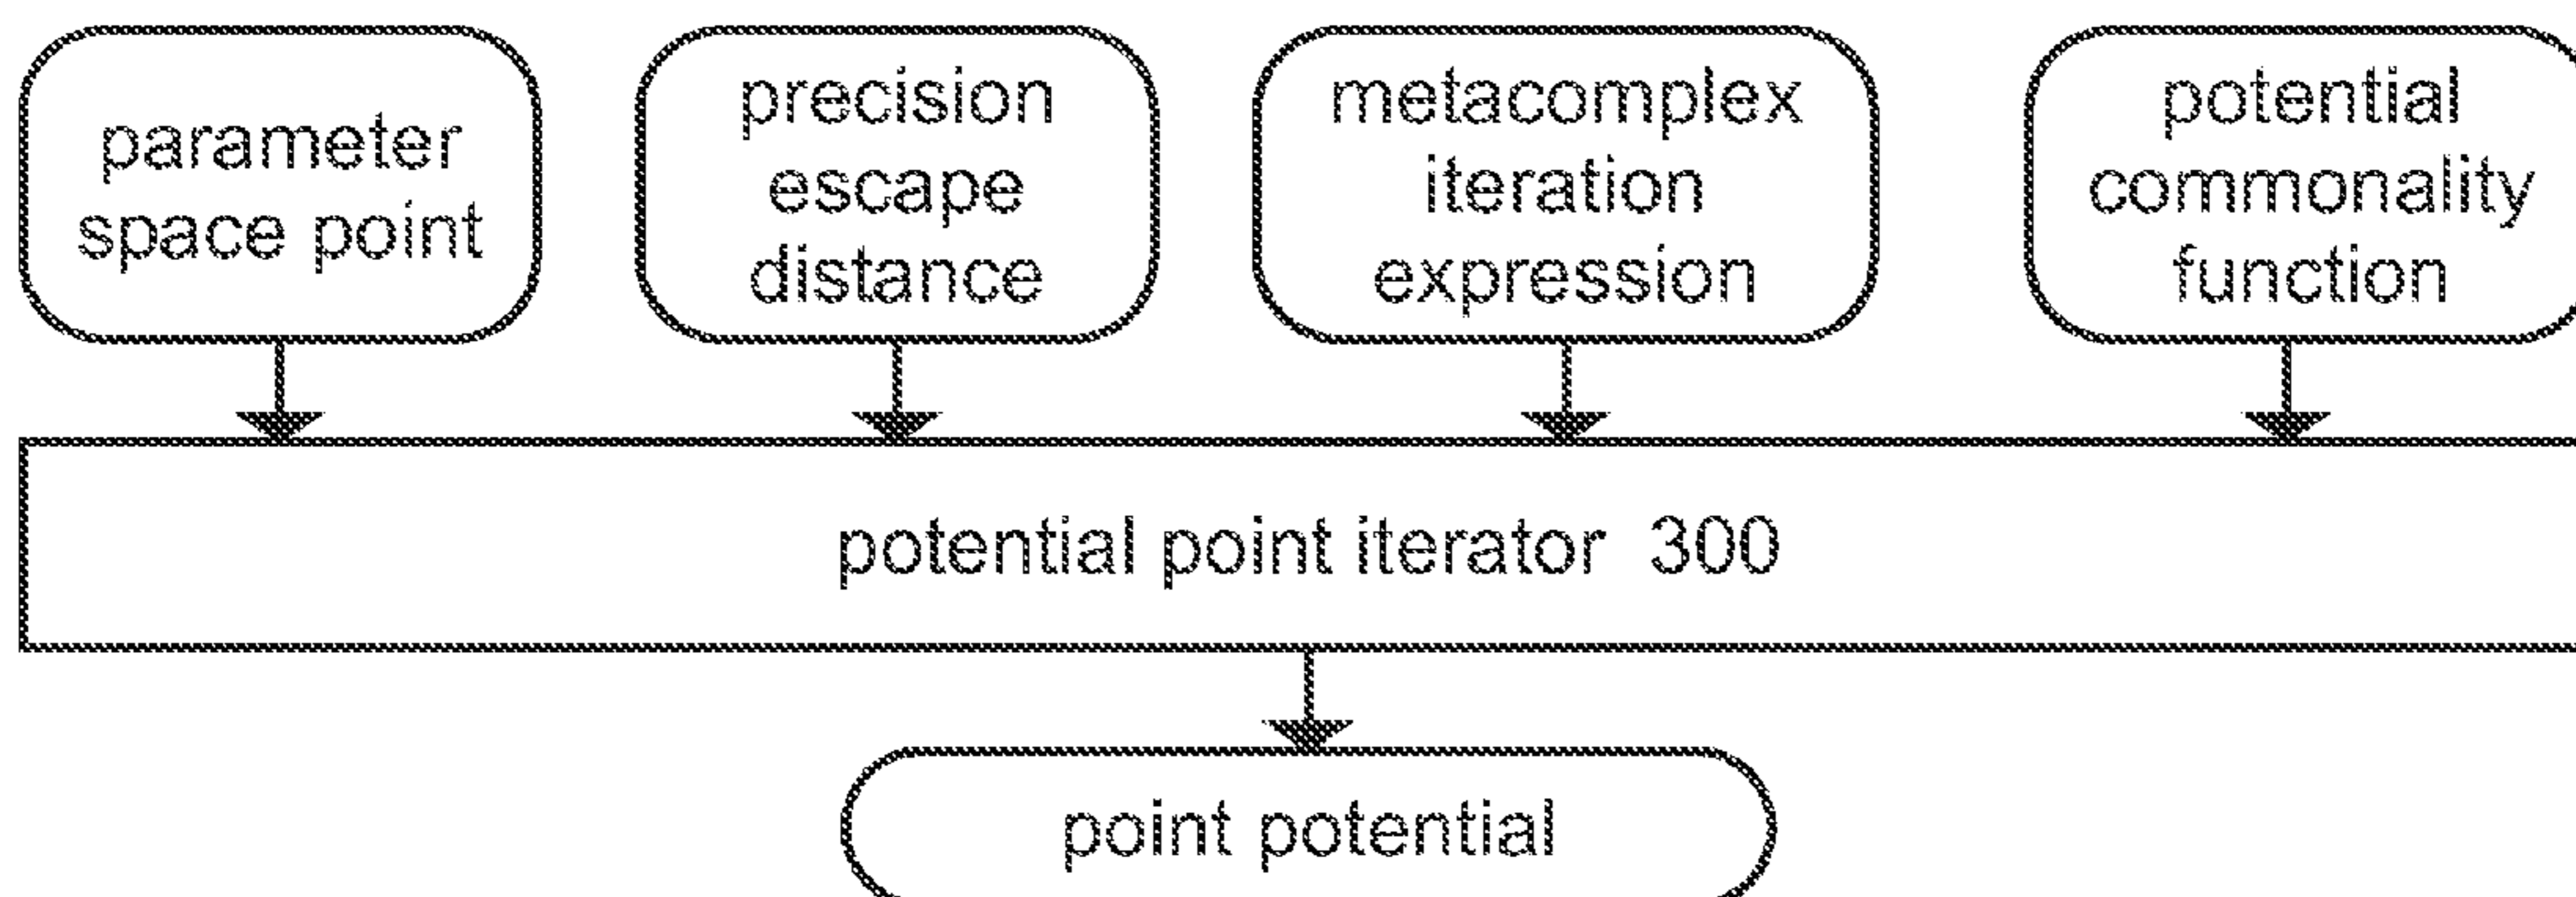 parameter
space point
precision
escape
distance
metacomplex
iteration
expression
potential
commonality
function
potential point iterator 300
point potential